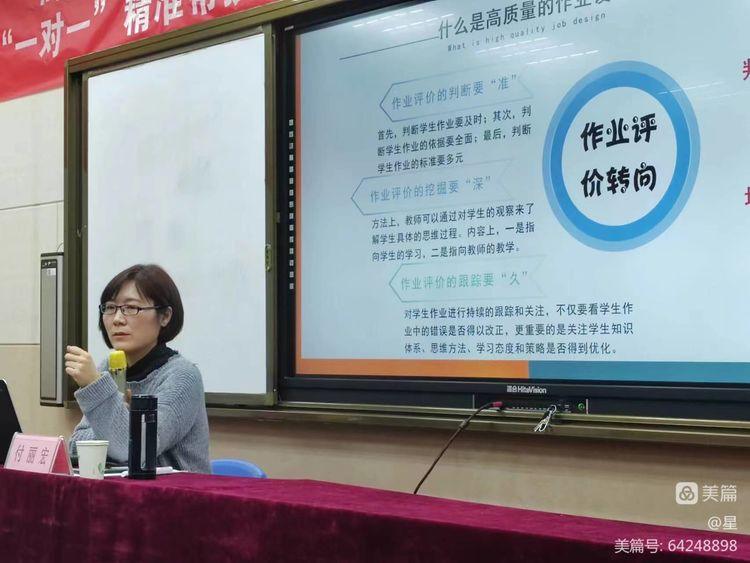 “一对一”精准帮
什么是高质量的作业设
What is high quality job design
作业评价的判断要“准”
首先，判断学生作业要及时；其次，判
断学生作业的依据要全面；最后，判断
学生作业的标准要多元
作业评价的挖掘要“深”
方法上，教师可以通过对学生的观察来了
解学生具体的思维过程。内容上，一是指
向学生的学习，二是指向教师的教学。
作业评价的跟踪要“久”
对学生作业进行持续的跟踪和关注，不仅要看学生作
业中的错误是否得以改正，更重要的是关注学生知识
体系、思维方法、学习态度和策略是否得到优化。
作业评
价转向
HiteVision
付丽宏
美篇
@星
美篇号: 64248898